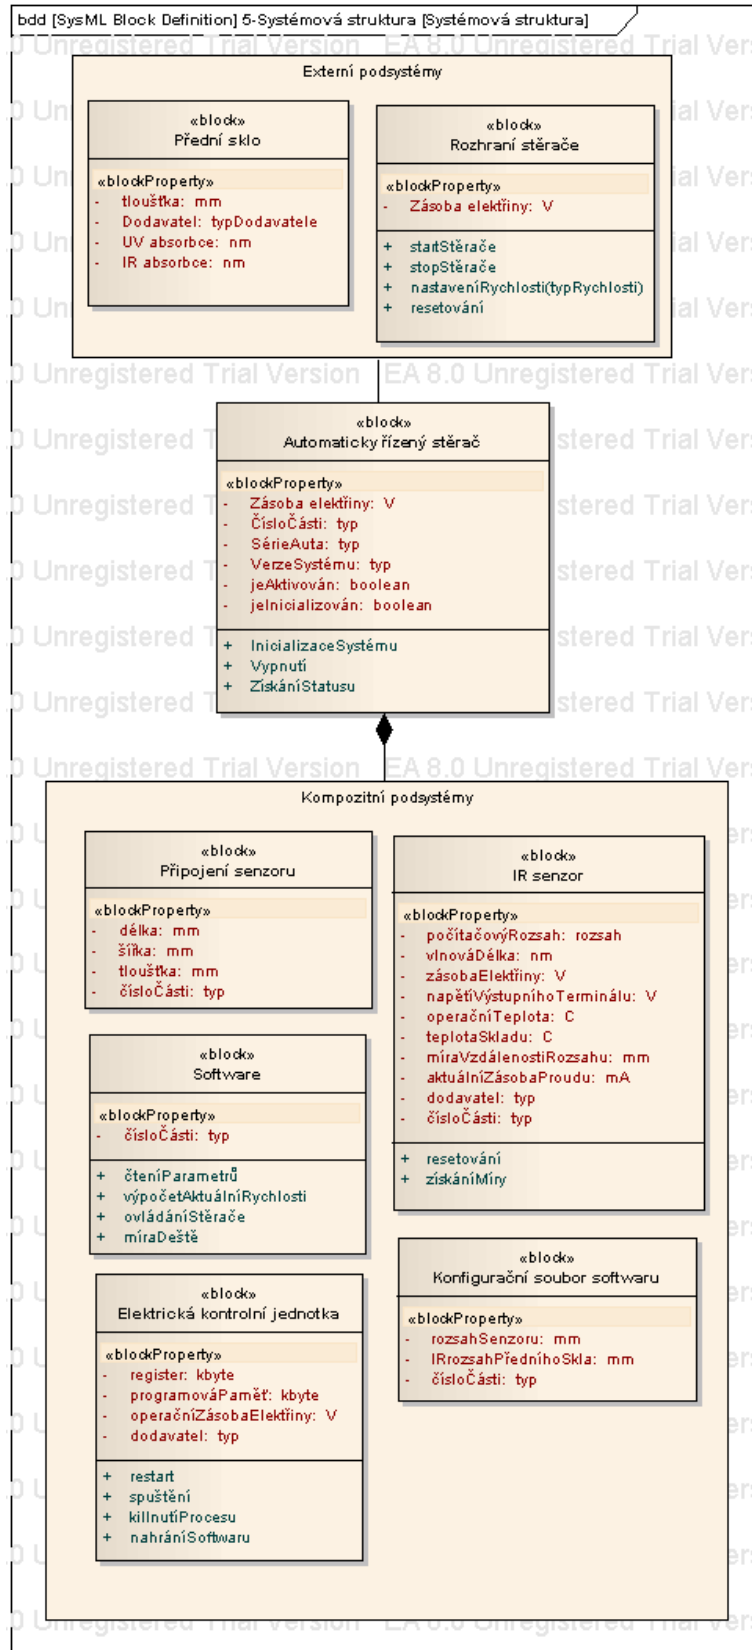 bdd [SysML Block Definition] 5-Systémová struktura [Systémová struktura]
Externí podsystémy
«block»
Přední sklo
«blockProperty»
- tloušťka: mm
- Dodavatel: typDodavatele
- UV absorbce: nm
- IR absorbce: nm
«block»
Rozhraní stěrače
«blockProperty»
- Zásoba elektřiny: V
+ startStěrače
+ stopStěrače
+ nastaveníRychlosti(typRychlosti)
+ resetování
«block»
Automaticky řízený stěrač
«blockProperty»
- Zásoba elektřiny: V
- ČísloČásti: typ
- SérieAuta: typ
- VerzeSystému: typ
- jeAktivován: boolean
- jeInicializován: boolean
+ InicializaceSystému
+ Vypnutí
+ ZískáníStatusu
Kompozitní podsystémy
«block»
Připojení senzoru
«blockProperty»
- délka: mm
- šířka: mm
- tloušťka: mm
- čísloČásti: typ
«block»
IR senzor
«blockProperty»
- počítačovýRozsah: rozsah
- vlnováDélka: nm
- zásobaElektřiny: V
- napětíVýstupníhoTerminálu: V
- operačníTeplota: C
- teplotaSkladu: C
- míraVzdálenostiRozsahu: mm
- aktuálníZásobaProudu: mA
- dodavatel: typ
- čísloČásti: typ
+ resetování
+ získáníMíry
«block»
Software
«blockProperty»
- čísloČásti: typ
+ čteníParametrů
+ výpočetAktuálníRychlosti
+ ovládáníStěrače
+ míraDeště
«block»
Konfigurační soubor softwaru
«blockProperty»
- rozsahSenzoru: mm
- IRrozsahPředníhoSkla: mm
- čísloČásti: typ
«block»
Elektrická kontrolní jednotka
«blockProperty»
- register: kbyte
- programováPaměť: kbyte
- operačníZásobaElektřiny: V
- dodavatel: typ
+ restart
+ spuštění
+ killnutíProcesu
+ nahráníSoftwaru
EA 8.0 Unregistered Trial Version